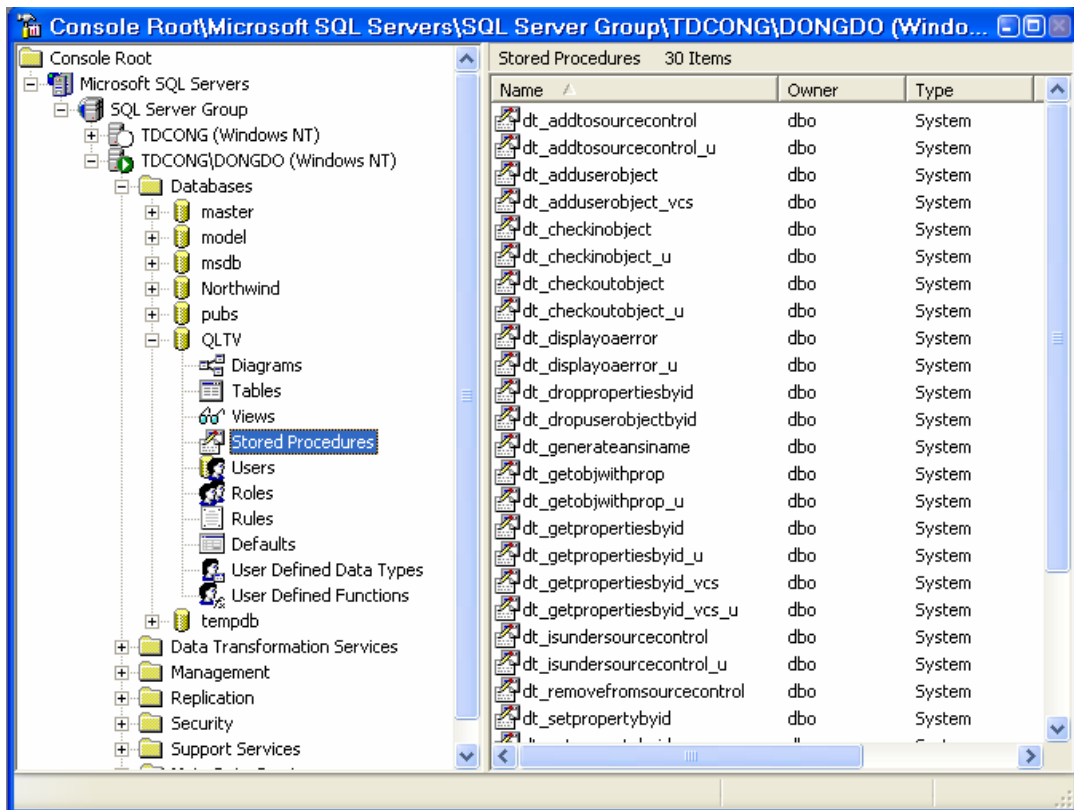 Console Root\Microsoft SQL Servers\SQL Server Group\TDCONG\DONGDO (Windo...
Console Root
Microsoft SQL Servers
SQL Server Group
TDCONG (Windows NT)
TDCONG\DONGDO (Windows NT)
Databases
master
model
msdb
Northwind
pubs
QLTV
Diagrams
Tables
Views
Stored Procedures
Users
Roles
Rules
Defaults
User Defined Data Types
User Defined Functions
tempdb
Data Transformation Services
Management
Replication
Security
Support Services
Stored Procedures 30 Items
Name Owner Type
dt_addtosourcecontrol dbo System
dt_addtosourcecontrol_u dbo System
dt_adduserobject dbo System
dt_adduserobject_vcs dbo System
dt_checkinobject dbo System
dt_checkinobject_u dbo System
dt_checkoutobject dbo System
dt_checkoutobject_u dbo System
dt_displayoaerror dbo System
dt_displayoaerror_u dbo System
dt_droppropertiesbyid dbo System
dt_dropuserobjectbyid dbo System
dt_generateansiname dbo System
dt_getobjwithprop dbo System
dt_getobjwithprop_u dbo System
dt_getpropertiesbyid dbo System
dt_getpropertiesbyid_u dbo System
dt_getpropertiesbyid_vcs dbo System
dt_getpropertiesbyid_vcs_u dbo System
dt_isundersourcecontrol dbo System
dt_isundersourcecontrol_u dbo System
dt_removefromsourcecontrol dbo System
dt_setpropertybyid dbo System